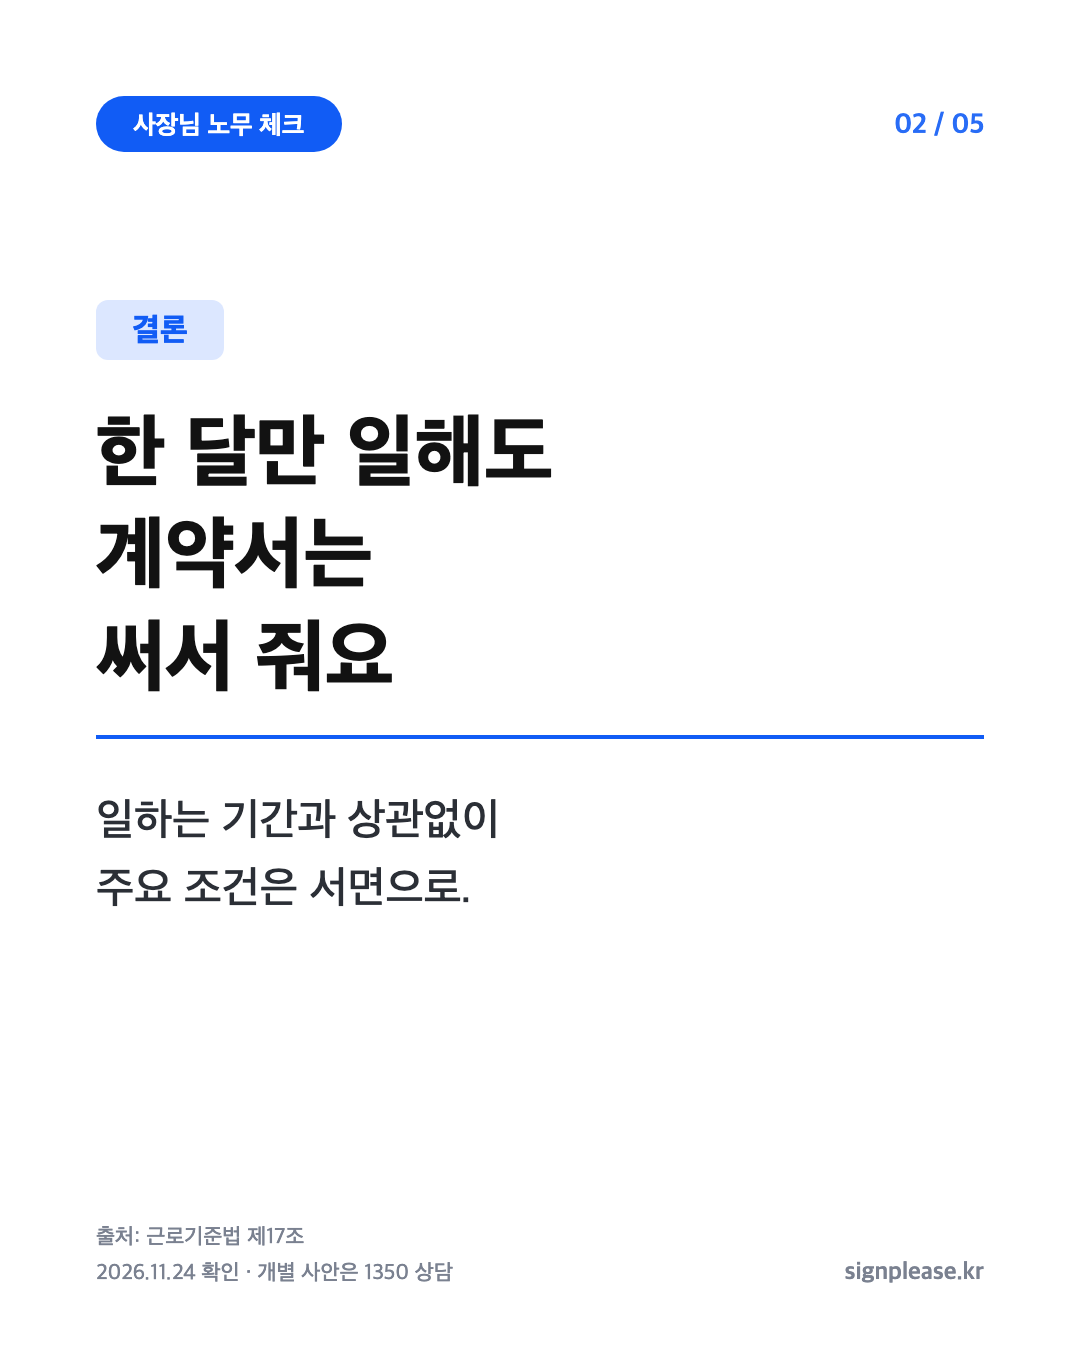 사장님 노무 체크
02 / 05
결론
한 달만 일해도
계약서는
써서 줘요
일하는 기간과 상관없이
주요 조건은 서면으로.
출처: 근로기준법 제17조
2026.11.24 확인 · 개별 사안은 1350 상담
signplease.kr